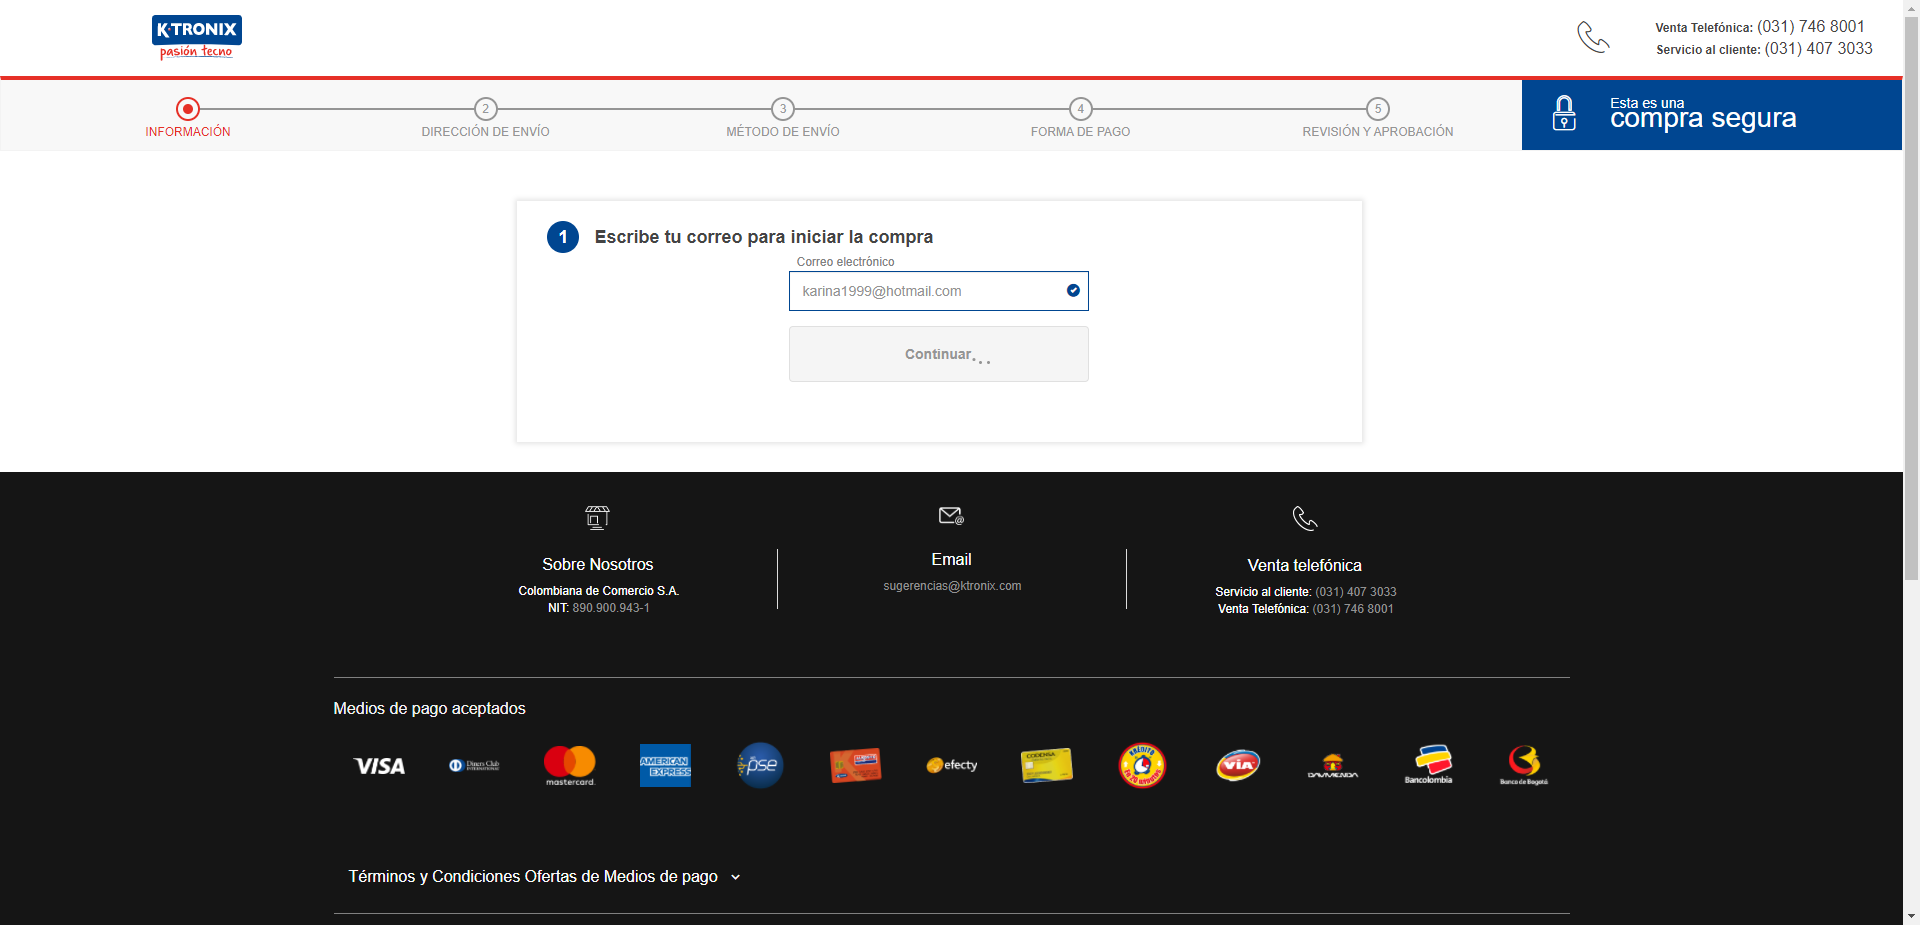 K·TRONIX
pasión tecno
Venta Telefónica: (031) 746 8001
Servicio al cliente: (031) 407 3033
INFORMACIÓN
2
DIRECCIÓN DE ENVÍO
3
MÉTODO DE ENVÍO
4
FORMA DE PAGO
5
REVISIÓN Y APROBACIÓN
Esta es una
compra segura
1 Escribe tu correo para iniciar la compra
Correo electrónico
karina1999@hotmail.com
Continuar...
Sobre Nosotros
Colombiana de Comercio S.A.
NIT: 890.900.943-1
Email
sugerencias@ktronix.com
Venta telefónica
Servicio al cliente: (031) 407 3033
Venta Telefónica: (031) 746 8001
Medios de pago aceptados
VISA
Diners Club
INTERNATIONAL
mastercard.
AMERICAN
EXPRESS
pse
efecty
CODENSA
VIA
DAVIVIENDA
Bancolombia
Banco de Bogotá
Términos y Condiciones Ofertas de Medios de pago